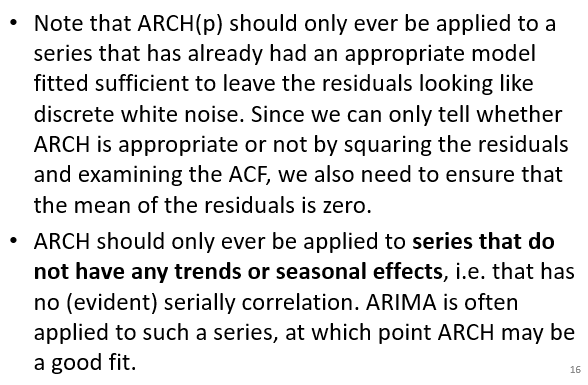 • Note that ARCH(p) should only ever be applied to a
series that has already had an appropriate model
fitted sufficient to leave the residuals looking like
discrete white noise. Since we can only tell whether
ARCH is appropriate or not by squaring the residuals
and examining the ACF, we also need to ensure that
the mean of the residuals is zero.
• ARCH should only ever be applied to series that do
not have any trends or seasonal effects, i.e. that has
no (evident) serially correlation. ARIMA is often
applied to such a series, at which point ARCH may be
a good fit.
16